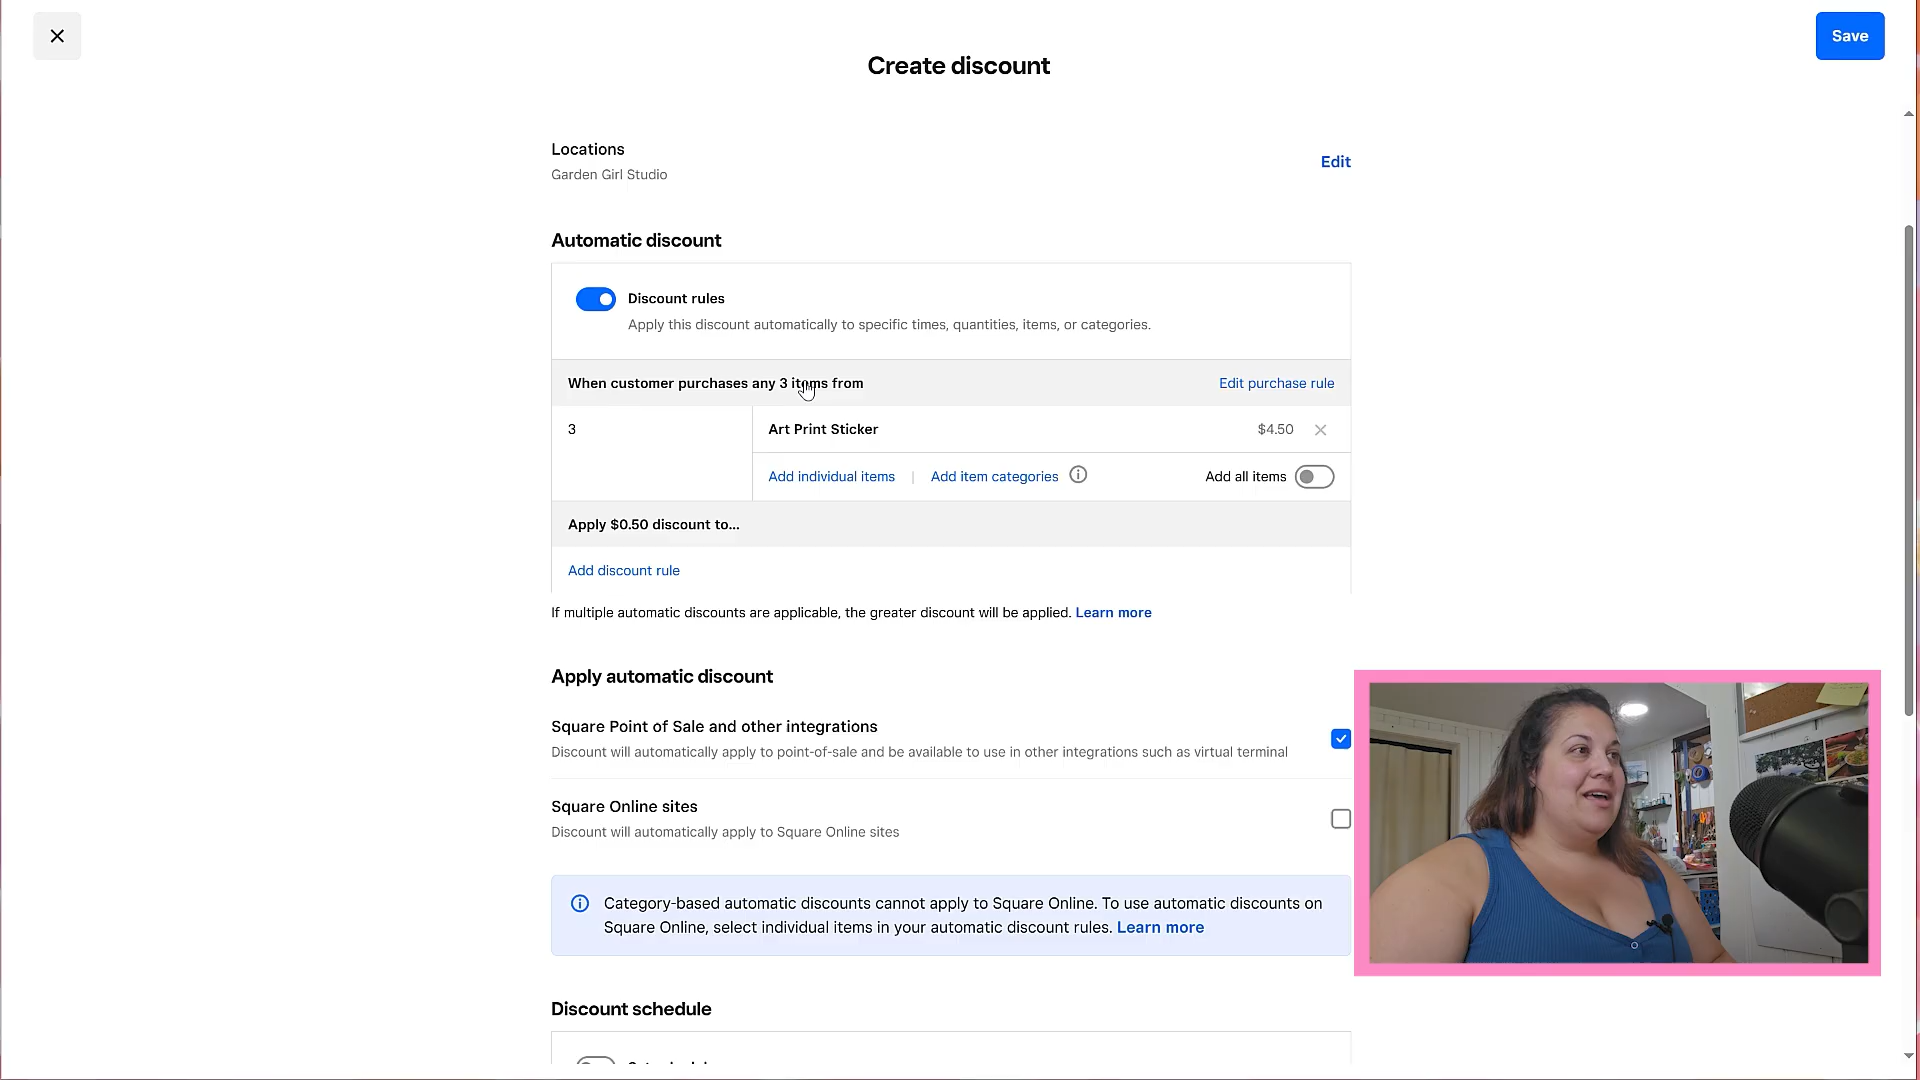 Save
Create discount
Locations
Edit
Garden Girl Studio
Automatic discount
Discount rules
Apply this discount automatically to specific times, quantities, items, or categories.
When customer purchases any 3 items from
Edit purchase rule
3
Art Print Sticker
$4.50
Add individual items | Add item categories
Add all items
Apply $0.50 discount to...
Add discount rule
If multiple automatic discounts are applicable, the greater discount will be applied. Learn more
Apply automatic discount
Square Point of Sale and other integrations
Discount will automatically apply to point-of-sale and be available to use in other integrations such as virtual terminal
Square Online sites
Discount will automatically apply to Square Online sites
Category-based automatic discounts cannot apply to Square Online. To use automatic discounts on
Square Online, select individual items in your automatic discount rules. Learn more
Discount schedule